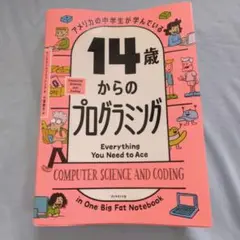 アメリカの中学生が学んでいる
14歳
からの
プログラミング
Everything
You Need to Ace
COMPUTER SCIENCE AND CODING
in One Big Fat Notebook